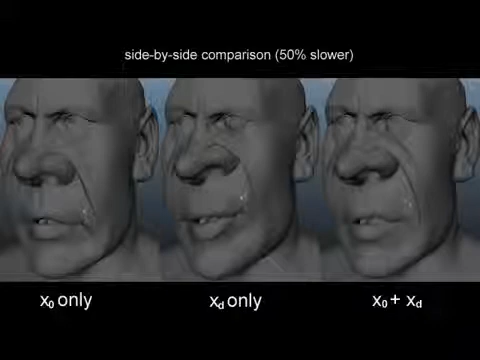 side-by-side comparison (50% slower)
x₀ only
x_d only
x₀ + x_d